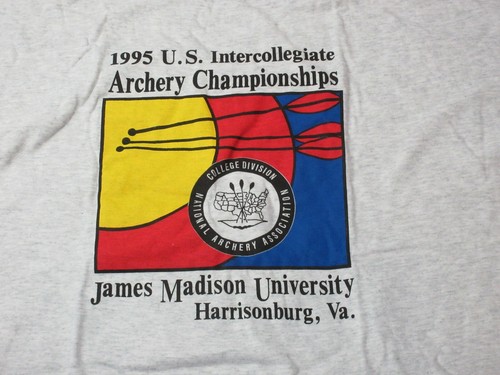 1995 U.S. Intercollegiate
Archery Championships
COLLEGE DIVISION
NATIONAL ARCHERY ASSOCIATION
James Madison University
Harrisonburg, Va.